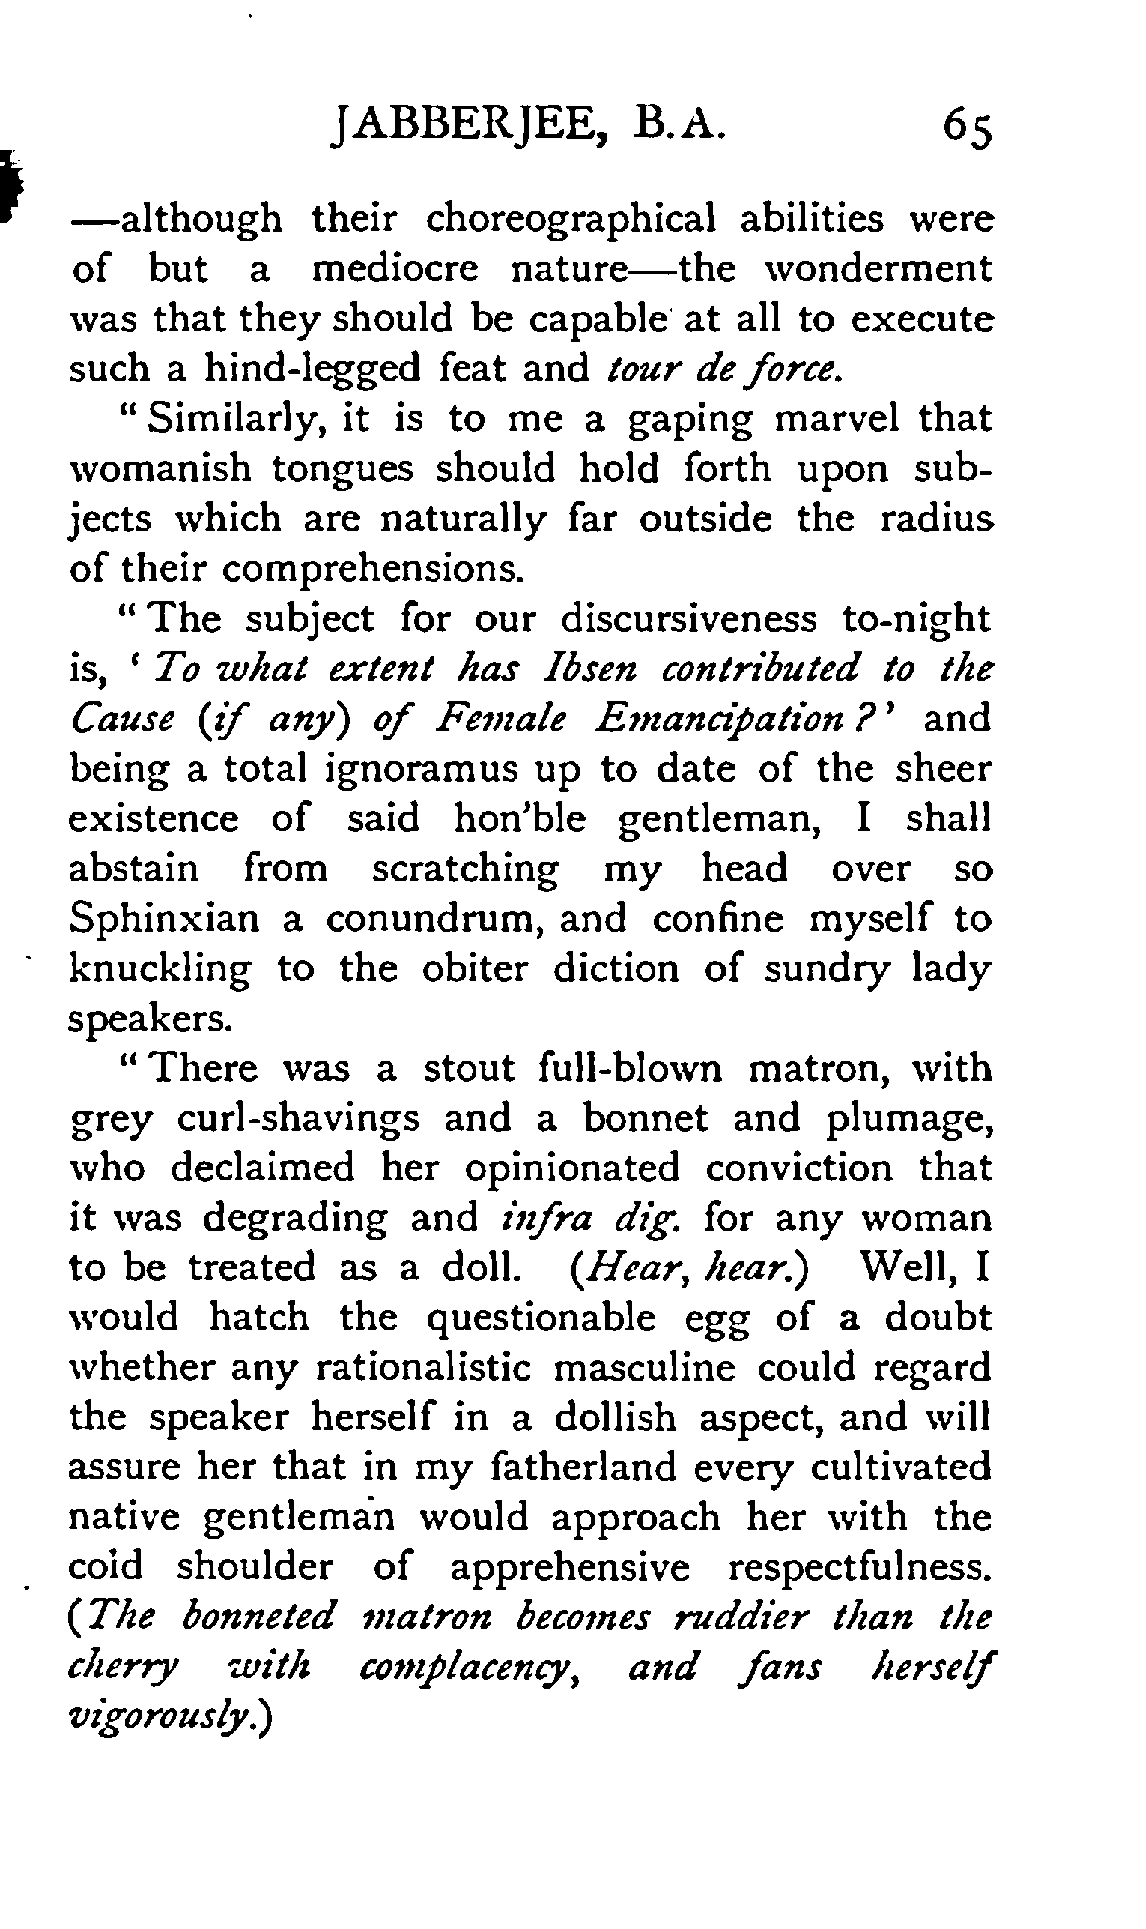 JABBERJEE, B.A. 65
—although their choreographical abilities were
of but a mediocre nature—the wonderment
was that they should be capable at all to execute
such a hind-legged feat and tour de force.
“ Similarly, it is to me a gaping marvel that
womanish tongues should hold forth upon sub-
jects which are naturally far outside the radius
of their comprehensions.
“ The subject for our discursiveness to-night
is, ‘ To what extent has Ibsen contributed to the
Cause (if any) of Female Emancipation ? ’ and
being a total ignoramus up to date of the sheer
existence of said hon’ble gentleman, I shall
abstain from scratching my head over so
Sphinxian a conundrum, and confine myself to
knuckling to the obiter diction of sundry lady
speakers.
“ There was a stout full-blown matron, with
grey curl-shavings and a bonnet and plumage,
who declaimed her opinionated conviction that
it was degrading and infra dig. for any woman
to be treated as a doll. (Hear, hear.) Well, I
would hatch the questionable egg of a doubt
whether any rationalistic masculine could regard
the speaker herself in a dollish aspect, and will
assure her that in my fatherland every cultivated
native gentleman would approach her with the
cold shoulder of apprehensive respectfulness.
(The bonneted matron becomes ruddier than the
cherry with complacency, and fans herself
vigorously.)